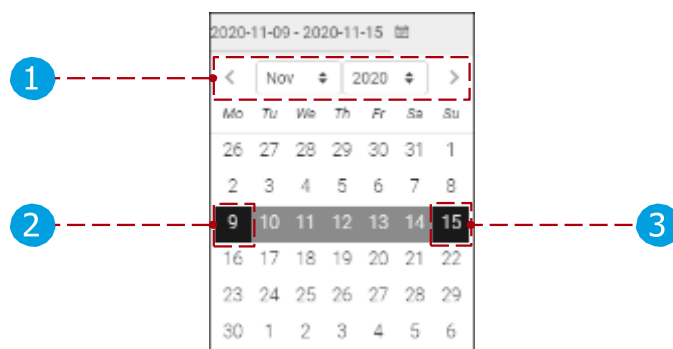 2020-11-09 - 2020-11-15
1
Nov 2020
Mo Tu We Th Fr Sa Su
26 27 28 29 30 31 1
2 3 4 5 6 7 8
2 9 10 11 12 13 14 15 3
16 17 18 19 20 21 22
23 24 25 26 27 28 29
30 1 2 3 4 5 6